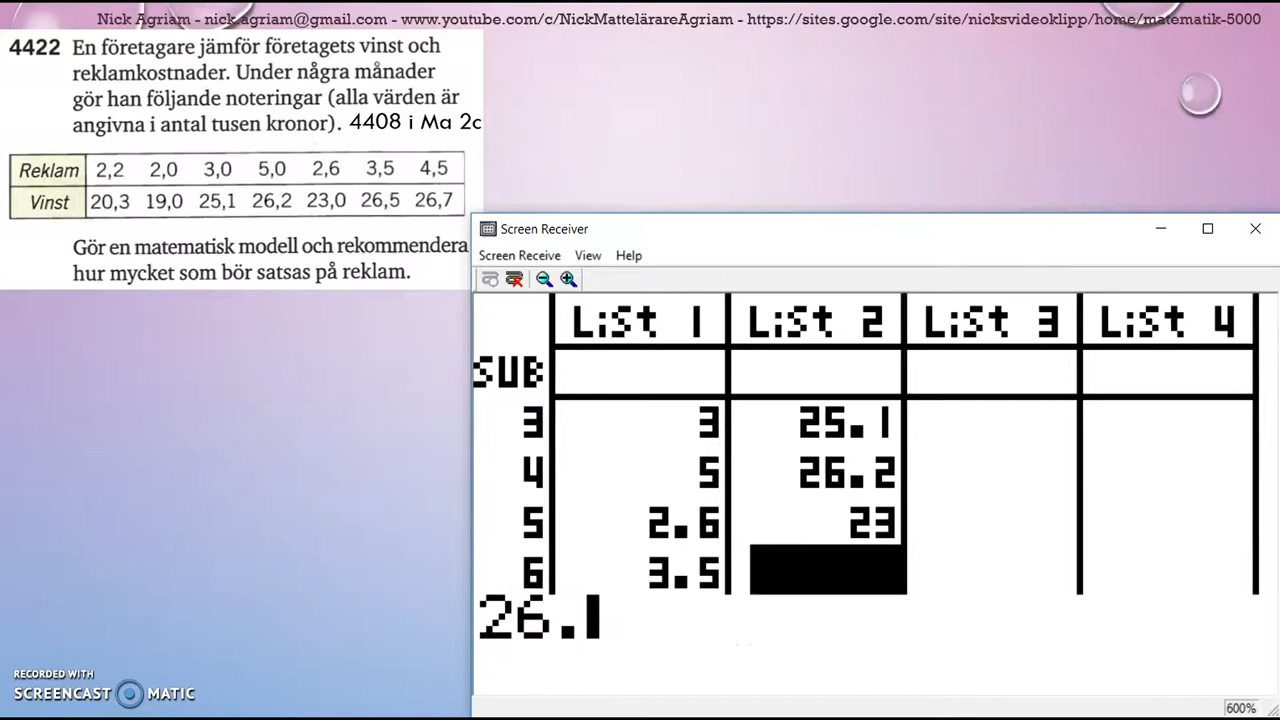 Nick Agriam - nick.agriam@gmail.com - www.youtube.com/c/NickMattelärareAgriam - https://sites.google.com/site/nicksvideoklipp/home/matematik-5000
4422 En företagare jämför företagets vinst och
reklamkostnader. Under några månader
gör han följande noteringar (alla värden är
angivna i antal tusen kronor). 4408 i Ma 2c
Reklam 2,2 2,0 3,0 5,0 2,6 3,5 4,5
Vinst 20,3 19,0 25,1 26,2 23,0 26,5 26,7
Gör en matematisk modell och rekommendera
hur mycket som bör satsas på reklam.
Screen Receiver
Screen Receive View Help
List 1 List 2 List 3 List 4
SUB
3 3 25.1
4 5 26.2
5 2.6 23
6 3.5
26.
600%
RECORDED WITH
SCREENCAST MATIC